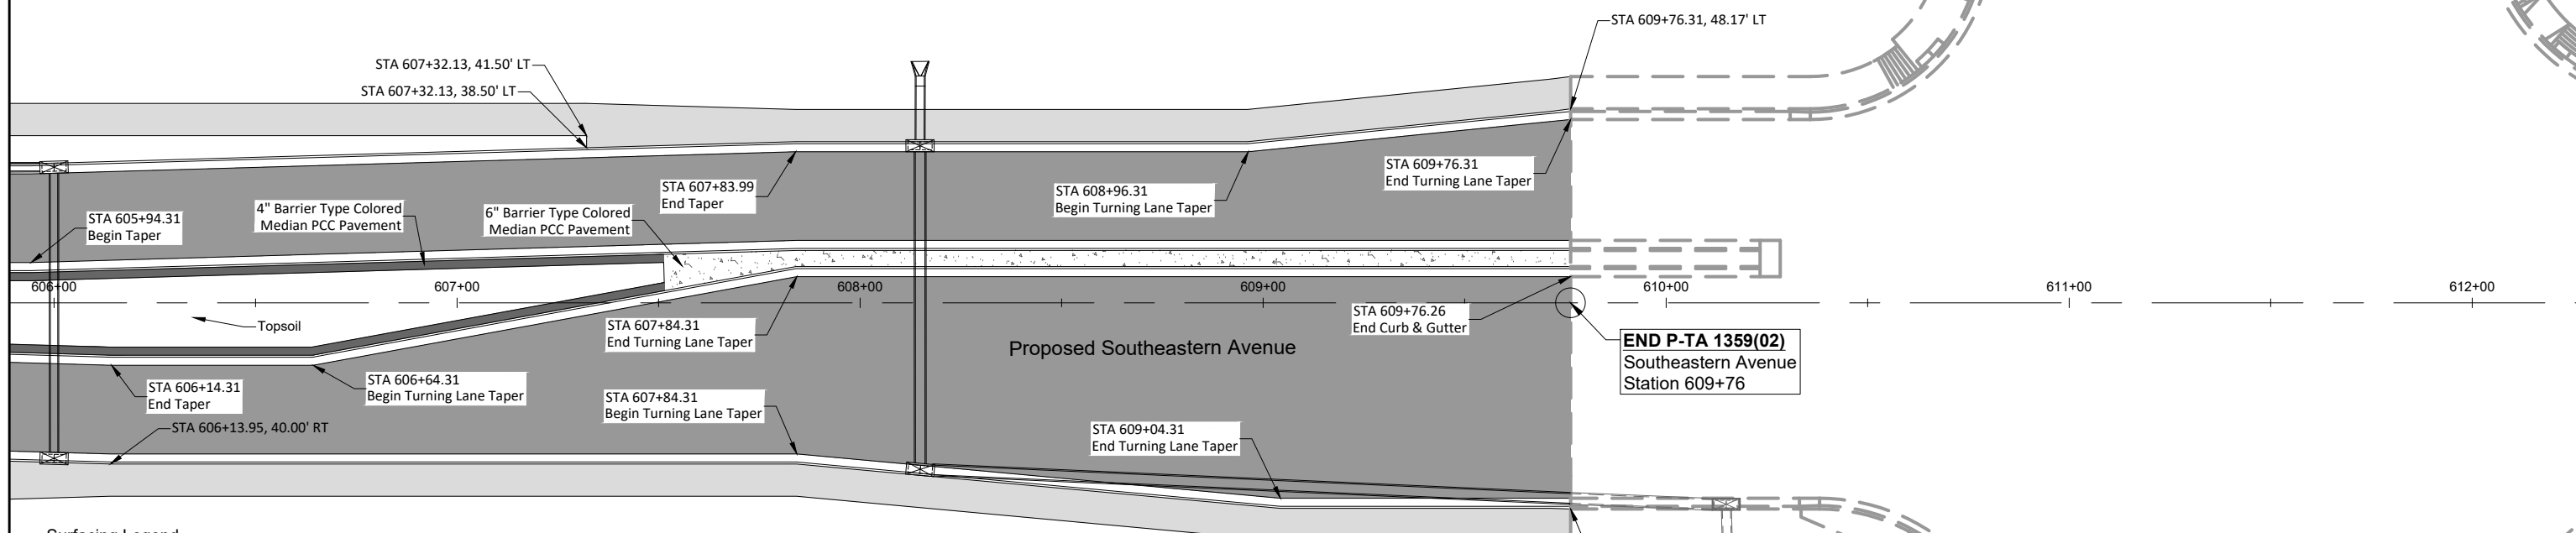 STA 609+76.31, 48.17' LT
STA 607+32.13, 41.50' LT
STA 607+32.13, 38.50' LT
STA 609+76.31
End Turning Lane Taper
STA 607+83.99
End Taper
STA 608+96.31
Begin Turning Lane Taper
4" Barrier Type Colored
Median PCC Pavement
6" Barrier Type Colored
Median PCC Pavement
STA 605+94.31
Begin Taper
606+00
607+00
608+00
609+00
610+00
611+00
612+00
Topsoil
STA 607+84.31
End Turning Lane Taper
STA 609+76.26
End Curb & Gutter
Proposed Southeastern Avenue
END P-TA 1359(02)
Southeastern Avenue
Station 609+76
STA 606+14.31
End Taper
STA 606+64.31
Begin Turning Lane Taper
STA 607+84.31
Begin Turning Lane Taper
STA 606+13.95, 40.00' RT
STA 609+04.31
End Turning Lane Taper
Surfacing Legend